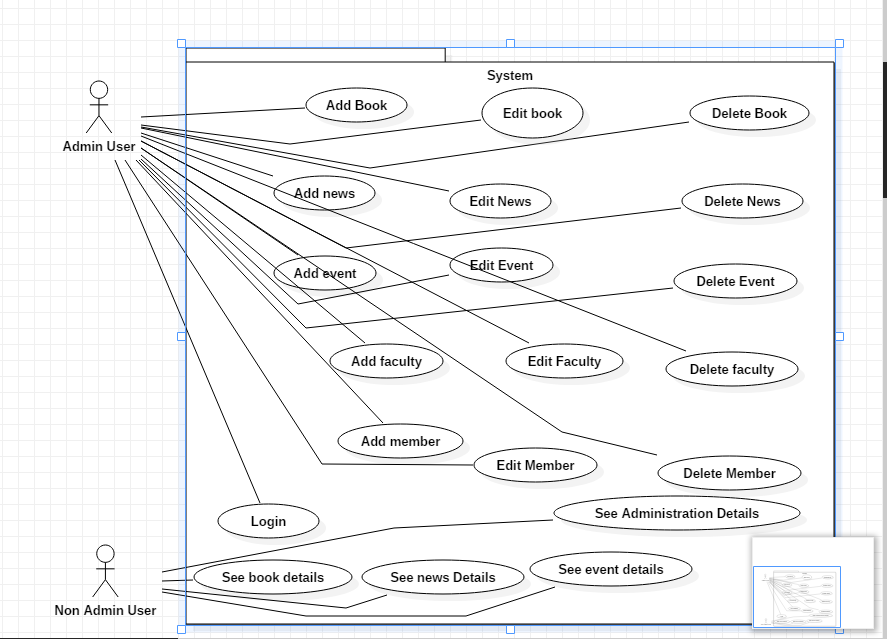 System
Add Book
Edit book
Delete Book
Admin User
Add news
Edit News
Delete News
Add event
Edit Event
Delete Event
Add faculty
Edit Faculty
Delete faculty
Add member
Edit Member
Delete Member
See Administration Details
Login
See book details
See news Details
See event details
Non Admin User